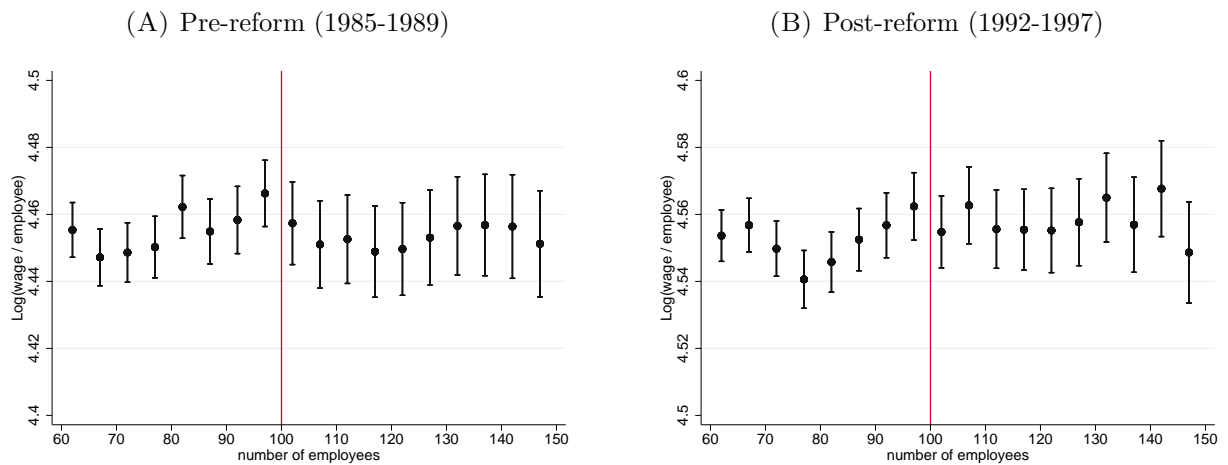 (A) Pre-reform (1985-1989)
Log(wage / employee)
4.5
4.48
4.46
4.44
4.42
4.4
60 70 80 90 100 110 120 130 140 150
number of employees
(B) Post-reform (1992-1997)
Log(wage / employee)
4.6
4.58
4.56
4.54
4.52
4.5
60 70 80 90 100 110 120 130 140 150
number of employees